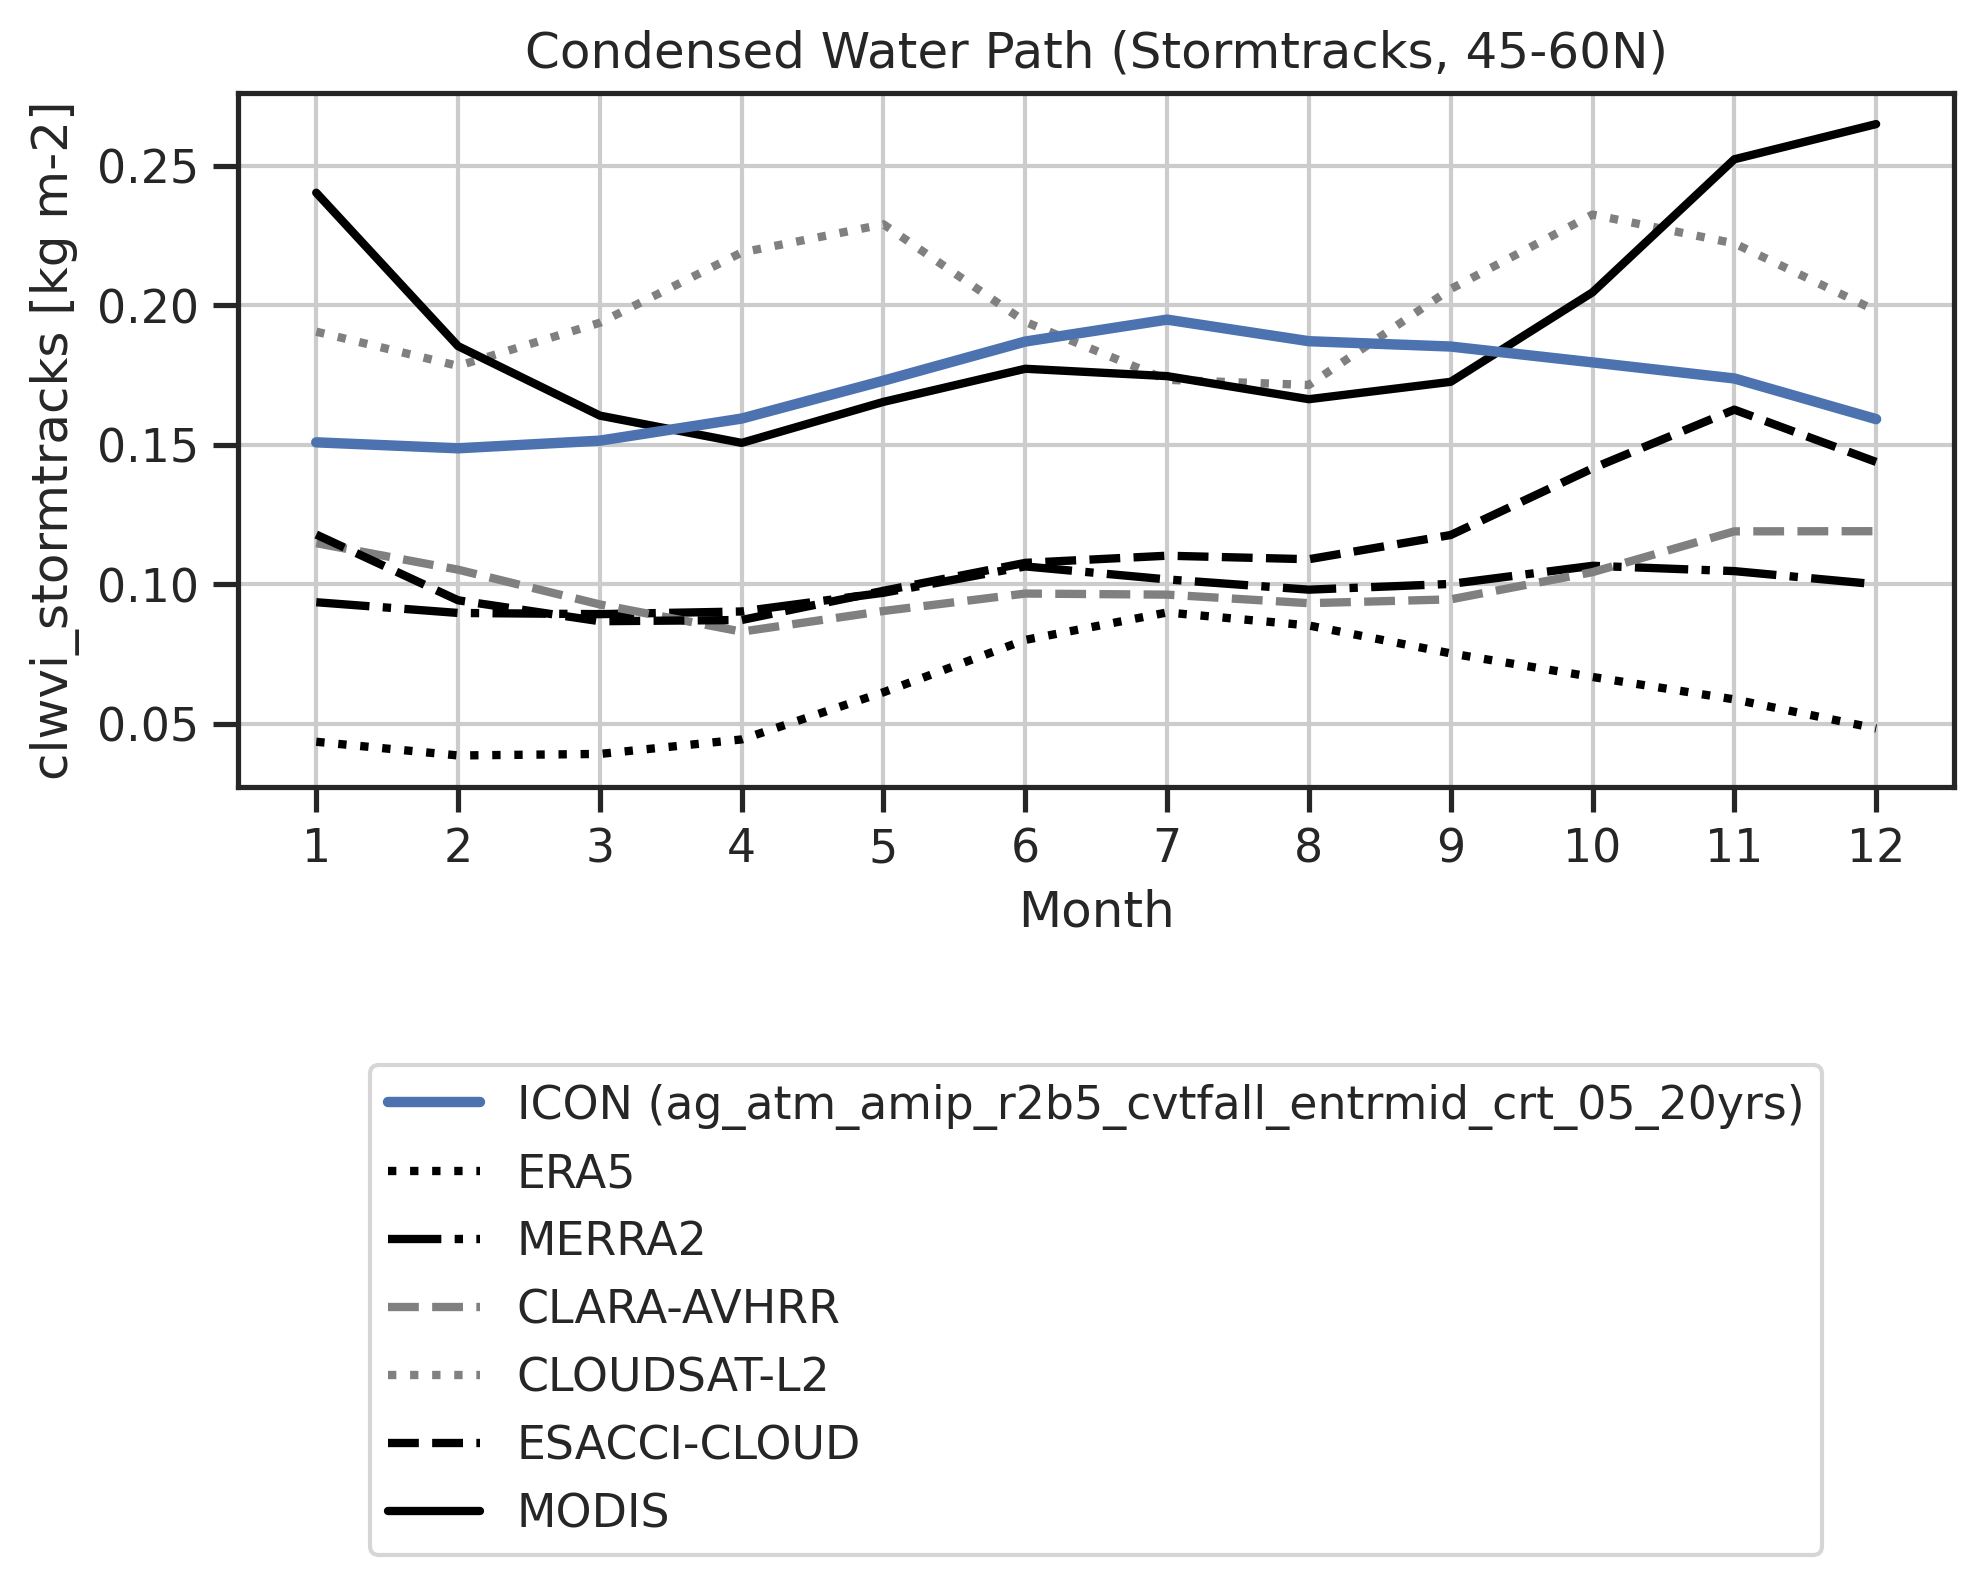 Condensed Water Path (Stormtracks, 45-60N)
clwvi_stormtracks [kg m-2]
0.25
0.20
0.15
0.10
0.05
1 2 3 4 5 6 7 8 9 10 11 12
Month
ICON (ag_atm_amip_r2b5_cvtfall_entrmid_crt_05_20yrs)
ERA5
MERRA2
CLARA-AVHRR
CLOUDSAT-L2
ESACCI-CLOUD
MODIS